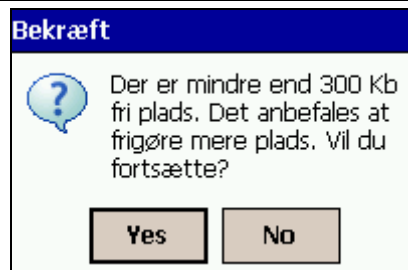 Bekræft
Der er mindre end 300 Kb
fri plads. Det anbefales at
frigøre mere plads. Vil du
fortsætte?
Yes No